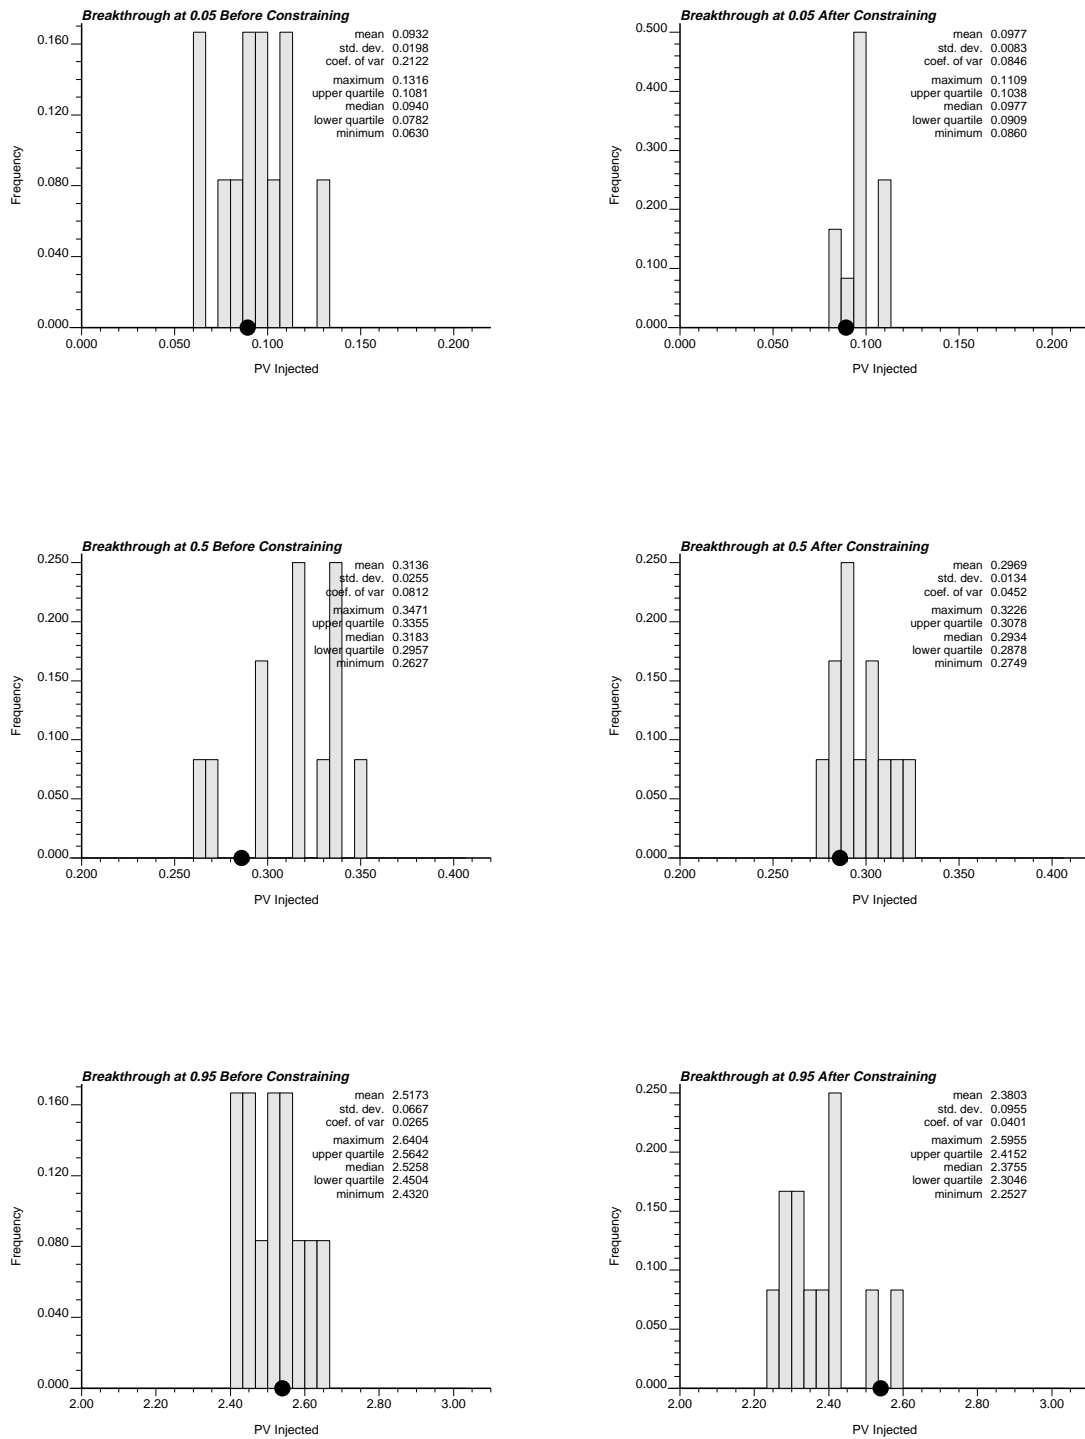 Breakthrough at 0.05 Before Constraining
mean 0.0932
std. dev. 0.0198
coef. of var 0.2122
maximum 0.1316
upper quartile 0.1081
median 0.0940
lower quartile 0.0782
minimum 0.0630
Frequency
0.160
0.120
0.080
0.040
0.000
0.000 0.050 0.100 0.150 0.200
PV Injected
Breakthrough at 0.05 After Constraining
mean 0.0977
std. dev. 0.0083
coef. of var 0.0846
maximum 0.1109
upper quartile 0.1038
median 0.0977
lower quartile 0.0909
minimum 0.0860
Frequency
0.500
0.400
0.300
0.200
0.100
0.000
0.000 0.050 0.100 0.150 0.200
PV Injected
Breakthrough at 0.5 Before Constraining
mean 0.3136
std. dev. 0.0255
coef. of var 0.0812
maximum 0.3471
upper quartile 0.3355
median 0.3183
lower quartile 0.2957
minimum 0.2627
Frequency
0.250
0.200
0.150
0.100
0.050
0.000
0.200 0.250 0.300 0.350 0.400
PV Injected
Breakthrough at 0.5 After Constraining
mean 0.2969
std. dev. 0.0134
coef. of var 0.0452
maximum 0.3226
upper quartile 0.3078
median 0.2934
lower quartile 0.2878
minimum 0.2749
Frequency
0.250
0.200
0.150
0.100
0.050
0.000
0.200 0.250 0.300 0.350 0.400
PV Injected
Breakthrough at 0.95 Before Constraining
mean 2.5173
std. dev. 0.0667
coef. of var 0.0265
maximum 2.6404
upper quartile 2.5642
median 2.5258
lower quartile 2.4504
minimum 2.4320
Frequency
0.160
0.120
0.080
0.040
0.000
2.00 2.20 2.40 2.60 2.80 3.00
PV Injected
Breakthrough at 0.95 After Constraining
mean 2.3803
std. dev. 0.0955
coef. of var 0.0401
maximum 2.5955
upper quartile 2.4152
median 2.3755
lower quartile 2.3046
minimum 2.2527
Frequency
0.250
0.200
0.150
0.100
0.050
0.000
2.00 2.20 2.40 2.60 2.80 3.00
PV Injected